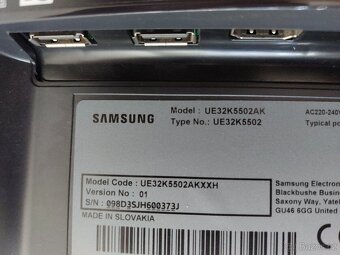 SAMSUNG
Model : UE32K5502AK
Type No.: UE32K5502
AC220-240V
Typical po
Model Code : UE32K5502AKXXH
Version No : 01
S/N : 098D3SJH600373J
MADE IN SLOVAKIA
Samsung Electron
Blackbushe Busin
Saxony Way, Yatel
GU46 6GG United